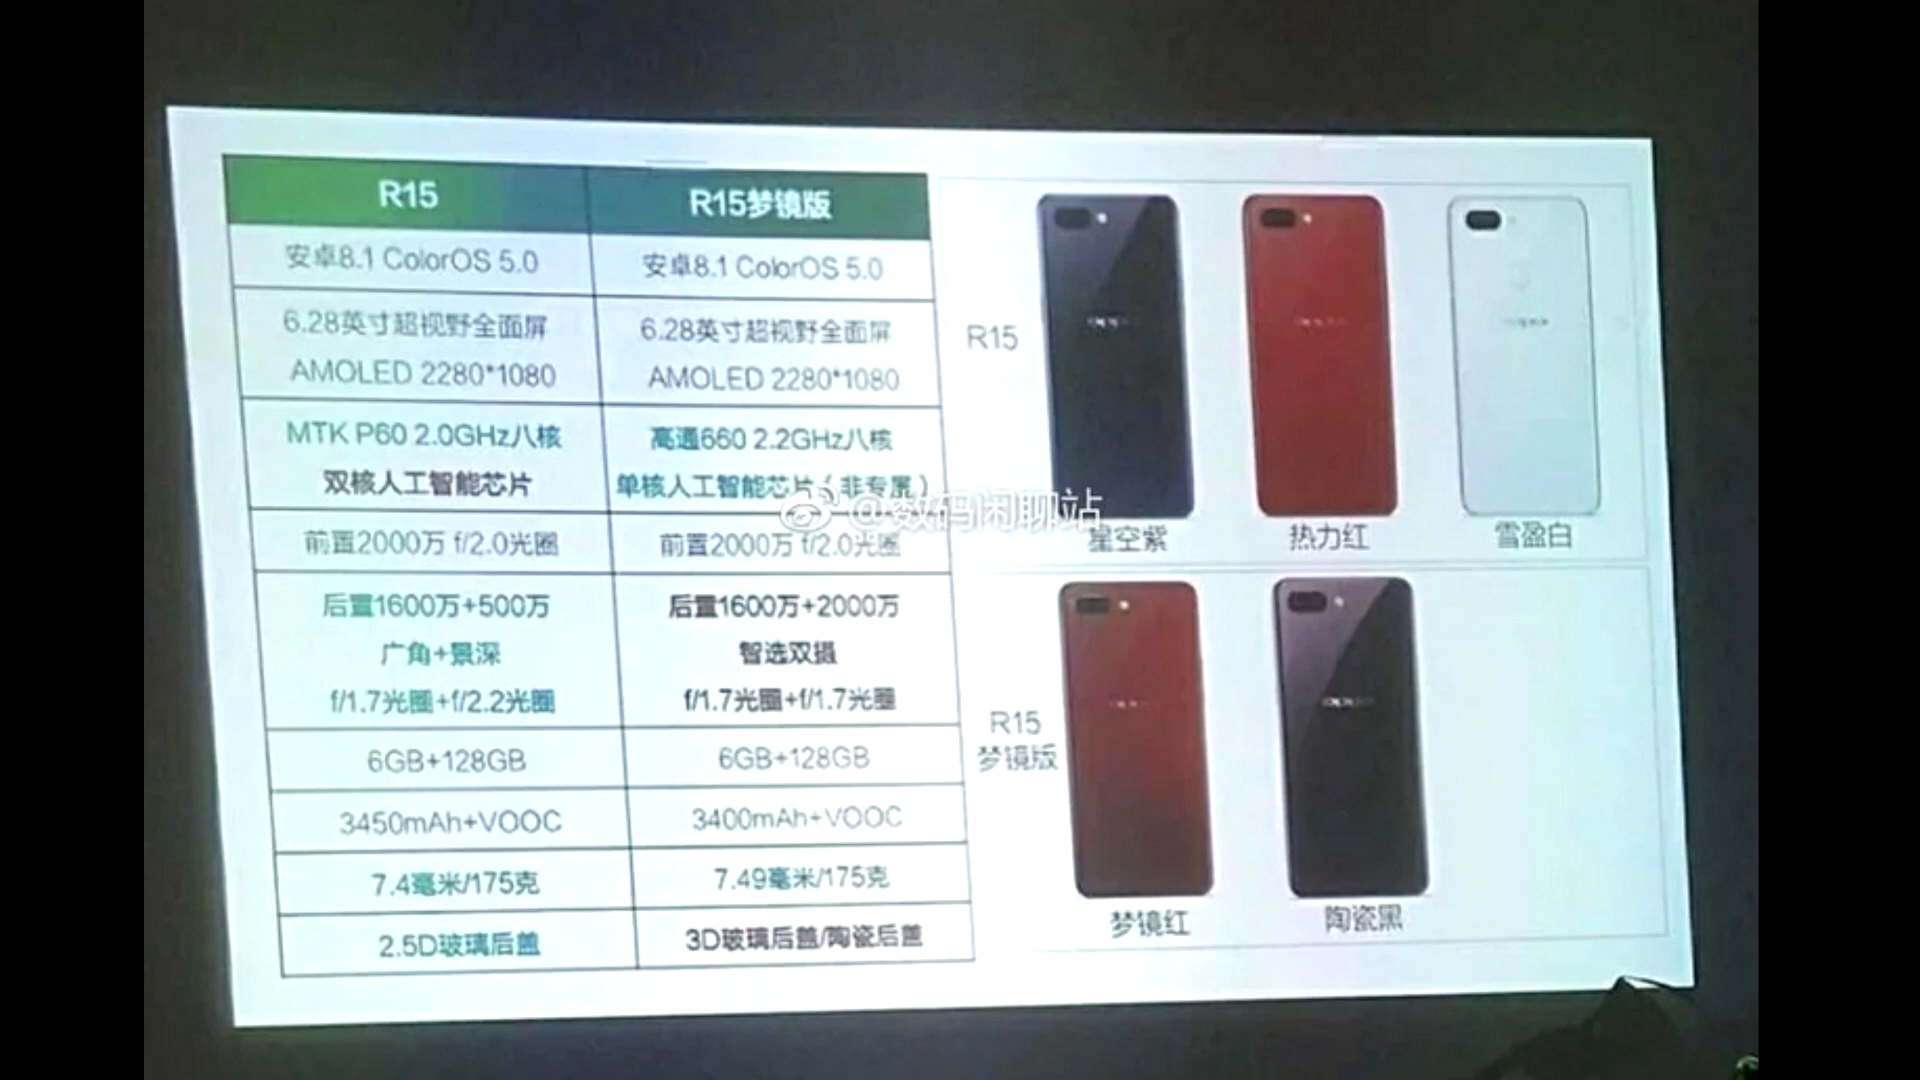 R15
R15梦镜版
安卓8.1 ColorOS 5.0
安卓8.1 ColorOS 5.0
6.28英寸超视野全面屏
AMOLED 2280*1080
6.28英寸超视野全面屏
AMOLED 2280*1080
MTK P60 2.0GHz八核
双核人工智能芯片
高通660 2.2GHz八核
单核人工智能芯片（非专属）
前置2000万 f/2.0光圈
前置2000万 f/2.0光圈
后置1600万+500万
广角+景深
f/1.7光圈+f/2.2光圈
后置1600万+2000万
智选双摄
f/1.7光圈+f/1.7光圈
6GB+128GB
6GB+128GB
3450mAh+VOOC
3400mAh+VOOC
7.4毫米/175克
7.49毫米/175克
2.5D玻璃后盖
3D玻璃后盖/陶瓷后盖
@数码闲聊站
R15
oppo
oppo
oppo
星空紫
热力红
雪盈白
R15
梦镜版
oppo
oppo
梦镜红
陶瓷黑